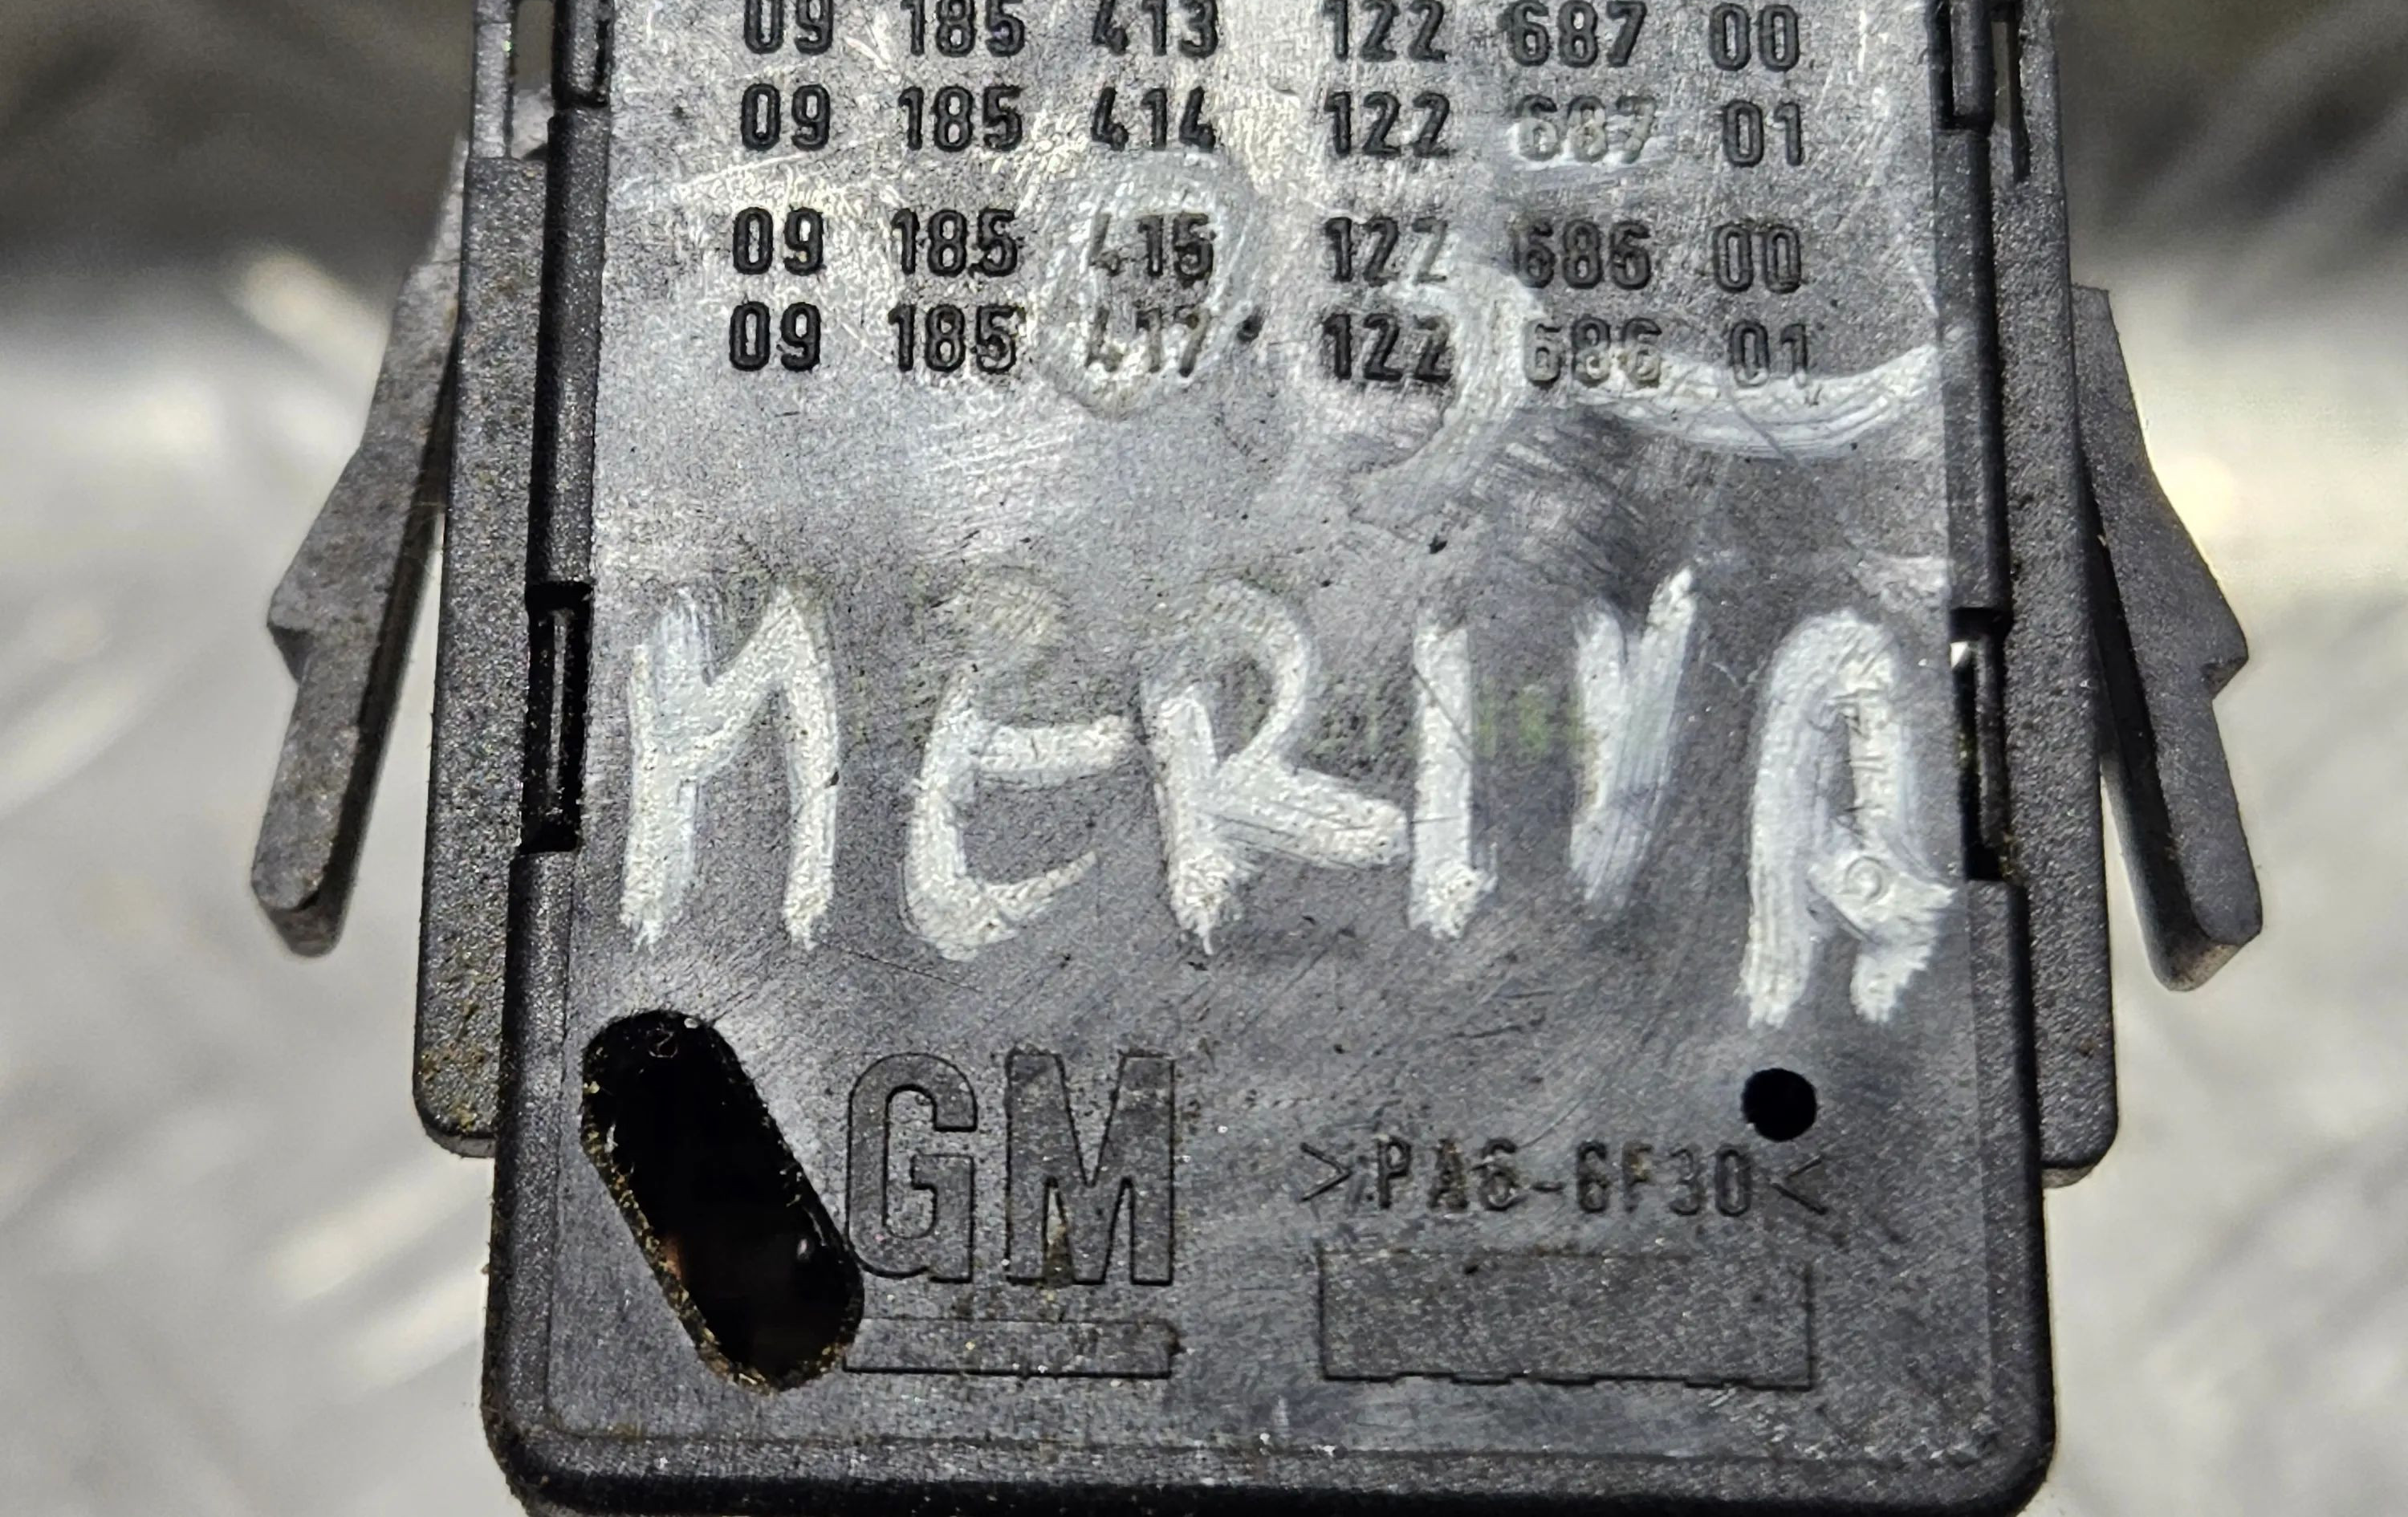 09 185 413 122 687 00
09 185 414 122 687 01
09 185 415 122 686 00
09 185 417 122 686 01
MERIVA
GM
>PA6-GF30<